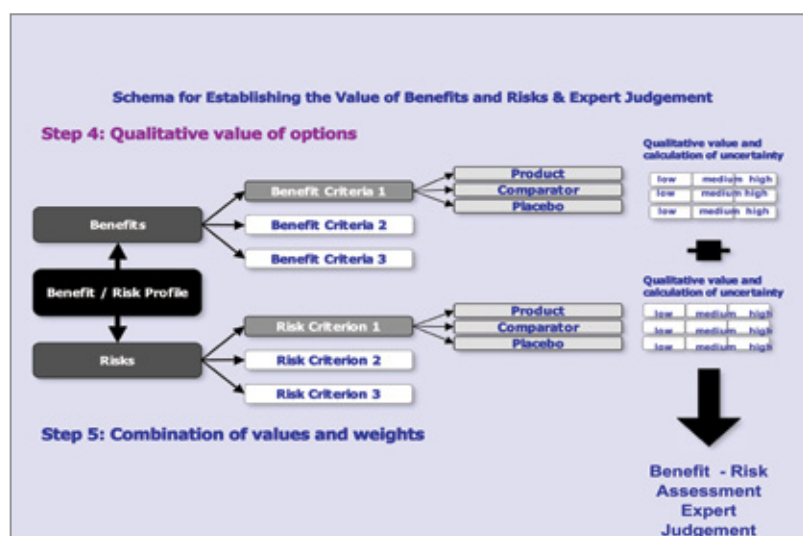 Schema for Establishing the Value of Benefits and Risks & Expert Judgement
Step 4: Qualitative value of options
Qualitative value and
calculation of uncertainty
Product
Comparator
Placebo
low medium high
low medium high
low medium high
Benefit Criteria 1
Benefit Criteria 2
Benefit Criteria 3
Benefits
Benefit / Risk Profile
Risks
Risk Criterion 1
Risk Criterion 2
Risk Criterion 3
Product
Comparator
Placebo
Qualitative value and
calculation of uncertainty
low medium high
low medium high
low medium high
Step 5: Combination of values and weights
Benefit - Risk
Assessment
Expert
Judgement